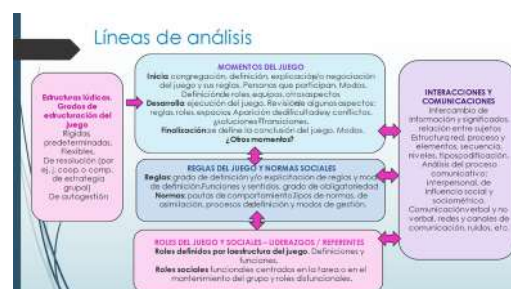 Líneas de análisis
Estructuras lúdicas.
Grados de
estructuración del
juego
Rígidas,
predeterminadas,
Flexibles.
De resolución (por
ej. j. coop. o comp.
de estrategia
grupal)
De autogestión
MOMENTOS DEL JUEGO
Inicio: congregación, definición, explicación/o negociación
del juego y sus reglas. Personas que participan. Modos.
Definición de roles, equipos, otros aspectos
Desarrollo: ejecución del juego. Revisión de algunos aspectos:
reglas, roles, espacios. Aparición de dificultades y conflictos,
¿soluciones? Transiciones.
Finalización: se define la conclusión del juego. Modos.
¿Otros momentos?
REGLAS DEL JUEGO Y NORMAS SOCIALES
Reglas: grado de definición y/o explicitación de reglas y modo
de definición. Funciones y sentidos, grado de obligatoriedad
Normas: pautas de comportamiento. Tipos de normas, de
asimilación, procesos de definición y modos de gestión.
ROLES DEL JUEGO Y SOCIALES – LIDERAZGOS / REFERENTES
Roles definidos por la estructura del juego. Definiciones y
funciones.
Roles sociales funcionales centrados en la tarea o en el
mantenimiento del grupo y roles disfuncionales.
INTERACCIONES Y
COMUNICACIONES
Intercambio de
información y significados,
relación entre sujetos
Estructura red, proceso y
elementos, secuencia,
niveles, tipos, codificación.
Análisis del proceso
comunicativo:
interpersonal, de
influencia social y
sociométrico.
Comunicación verbal y no
verbal, redes y canales de
comunicación, ruidos, etc.